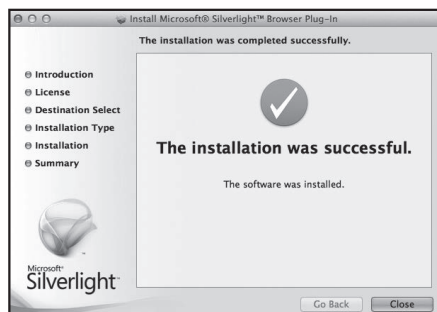 Install Microsoft® Silverlight™ Browser Plug-In
The installation was completed successfully.
Introduction
License
Destination Select
Installation Type
Installation
Summary
The installation was successful.
The software was installed.
Microsoft®
Silverlight™
Go Back
Close